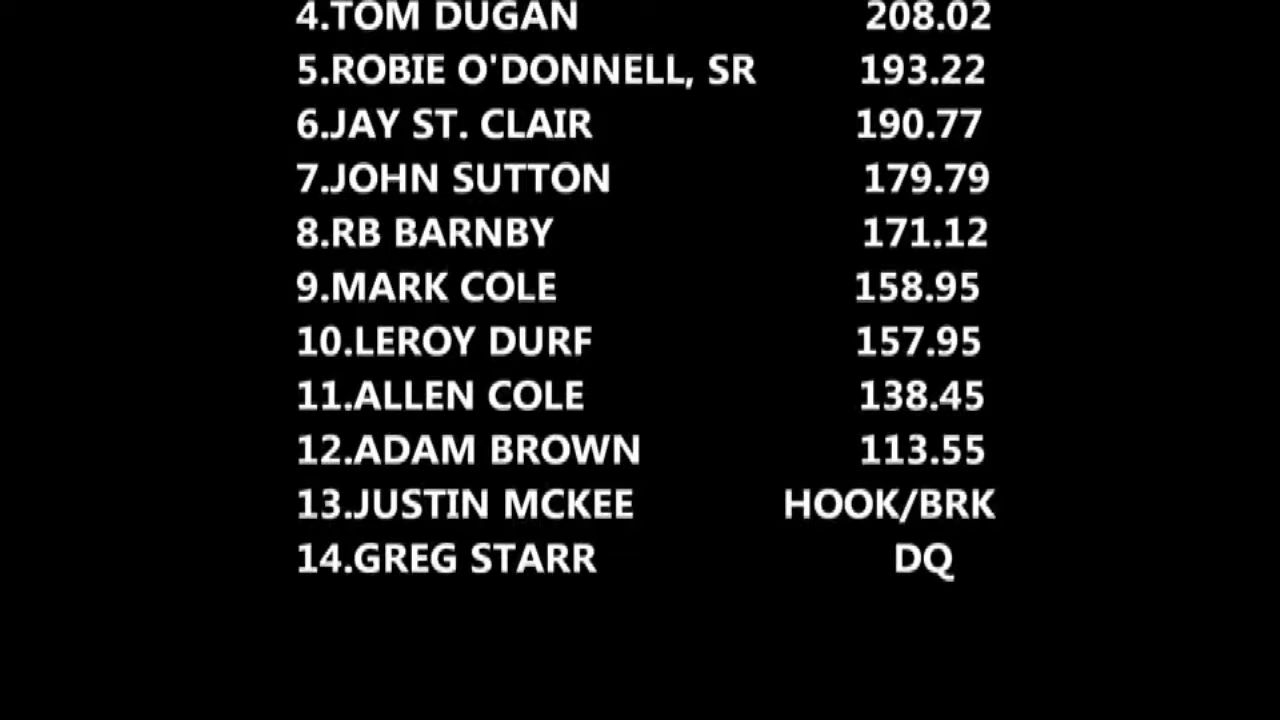 4.TOM DUGAN 208.02
5.ROBIE O'DONNELL, SR 193.22
6.JAY ST. CLAIR 190.77
7.JOHN SUTTON 179.79
8.RB BARNBY 171.12
9.MARK COLE 158.95
10.LEROY DURF 157.95
11.ALLEN COLE 138.45
12.ADAM BROWN 113.55
13.JUSTIN MCKEE HOOK/BRK
14.GREG STARR DQ